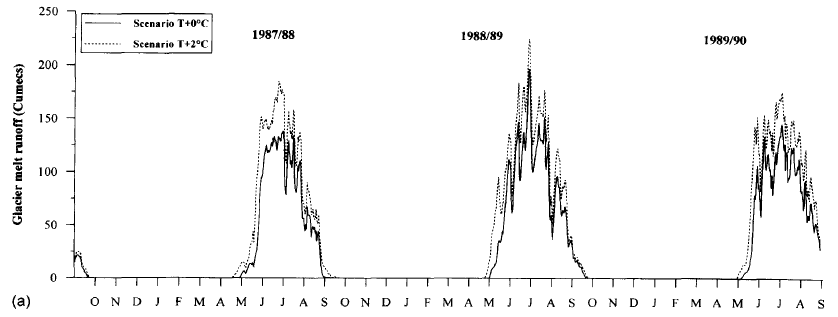 250
200
150
100
50
0
Glacier melt runoff (Cumecs)
Scenario T+0°C
Scenario T+2°C
1987/88
1988/89
1989/90
O N D J F M A M J J A S O N D J F M A M J J A S O N D J F M A M J J A S
(a)